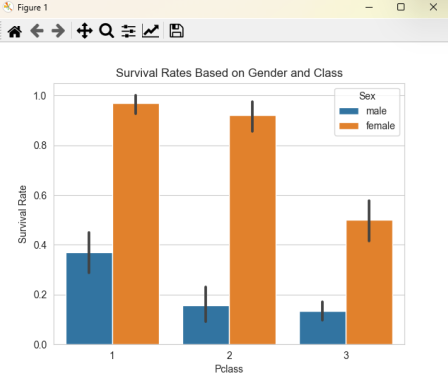 Figure 1
Survival Rates Based on Gender and Class
Sex
male
female
1.0
0.8
0.6
0.4
0.2
0.0
Survival Rate
1 2 3
Pclass